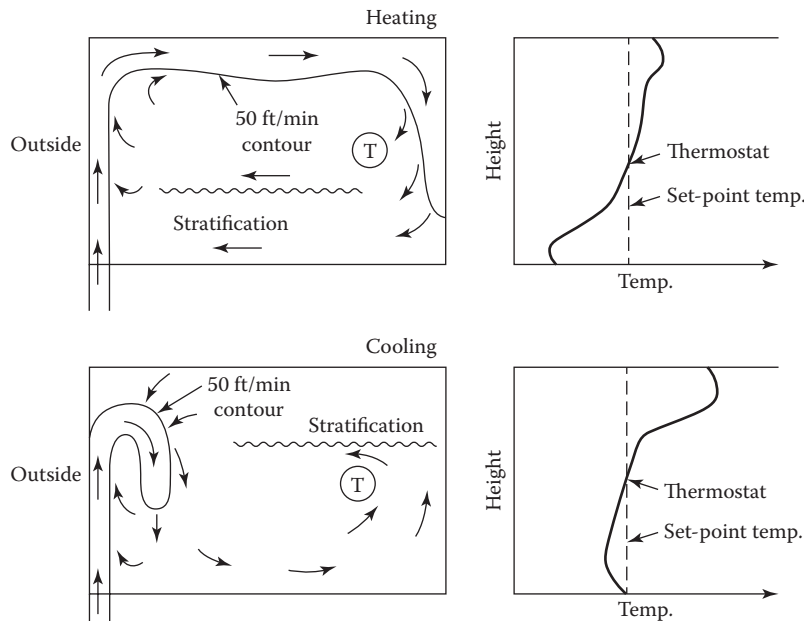 Heating
50 ft/min
contour
Outside
T
Stratification
Height
Thermostat
Set-point temp.
Temp.
Cooling
50 ft/min
contour
Stratification
Outside
T
Height
Thermostat
Set-point temp.
Temp.